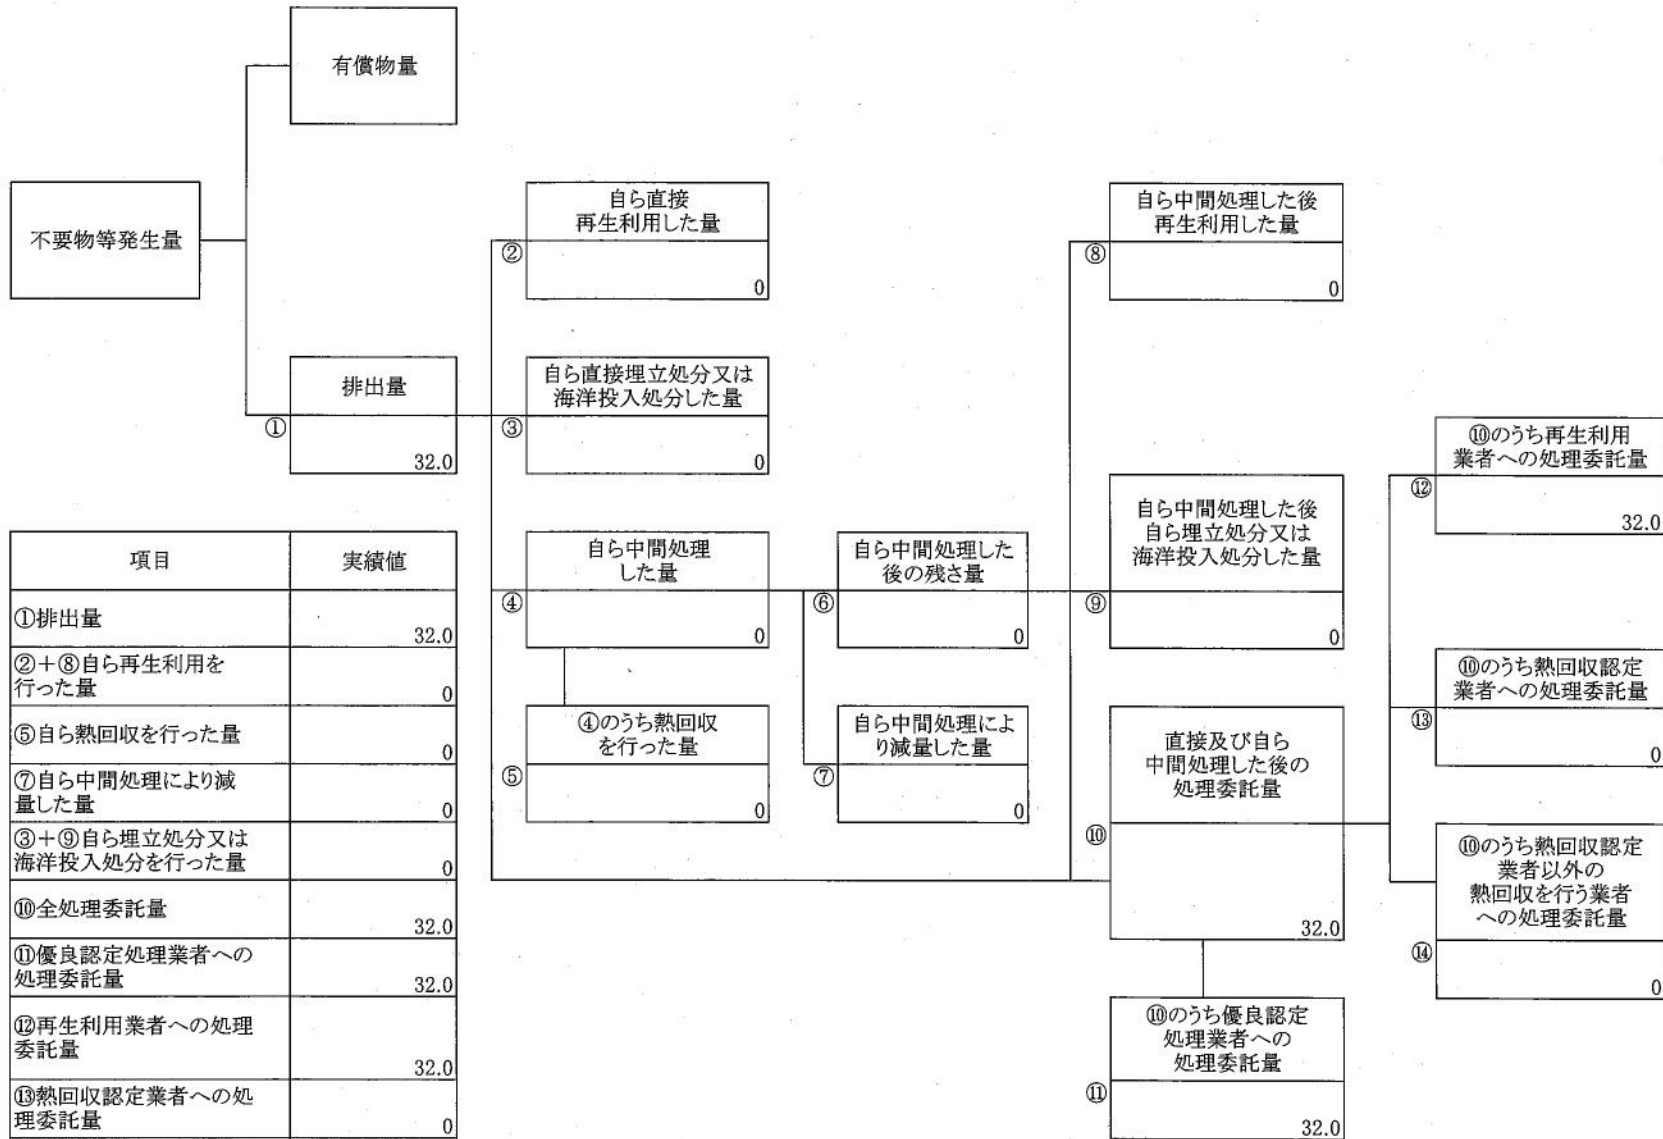 有償物量
不要物等発生量
自ら直接
再生利用した量
②
0
自ら中間処理した後
再生利用した量
⑧
0
排出量
①
32.0
自ら直接埋立処分又は
海洋投入処分した量
③
0
⑩のうち再生利用
業者への処理委託量
⑫
32.0
自ら中間処理
した量
④
0
自ら中間処理した
後の残さ量
⑥
0
自ら中間処理した後
自ら埋立処分又は
海洋投入処分した量
⑨
0
⑩のうち熱回収認定
業者への処理委託量
⑬
0
④のうち熱回収
を行った量
⑤
0
自ら中間処理によ
り減量した量
⑦
0
直接及び自ら
中間処理した後の
処理委託量
⑩
32.0
⑩のうち熱回収認定
業者以外の
熱回収を行う業者
への処理委託量
⑭
0
⑩のうち優良認定
処理業者への
処理委託量
⑪
32.0
項目 実績値
①排出量
32.0
②+⑧自ら再生利用を
行った量
0
⑤自ら熱回収を行った量
0
⑦自ら中間処理により減
量した量
0
③+⑨自ら埋立処分又は
海洋投入処分を行った量
0
⑩全処理委託量
32.0
⑪優良認定処理業者への
処理委託量
32.0
⑫再生利用業者への処理
委託量
32.0
⑬熱回収認定業者への処
理委託量
0